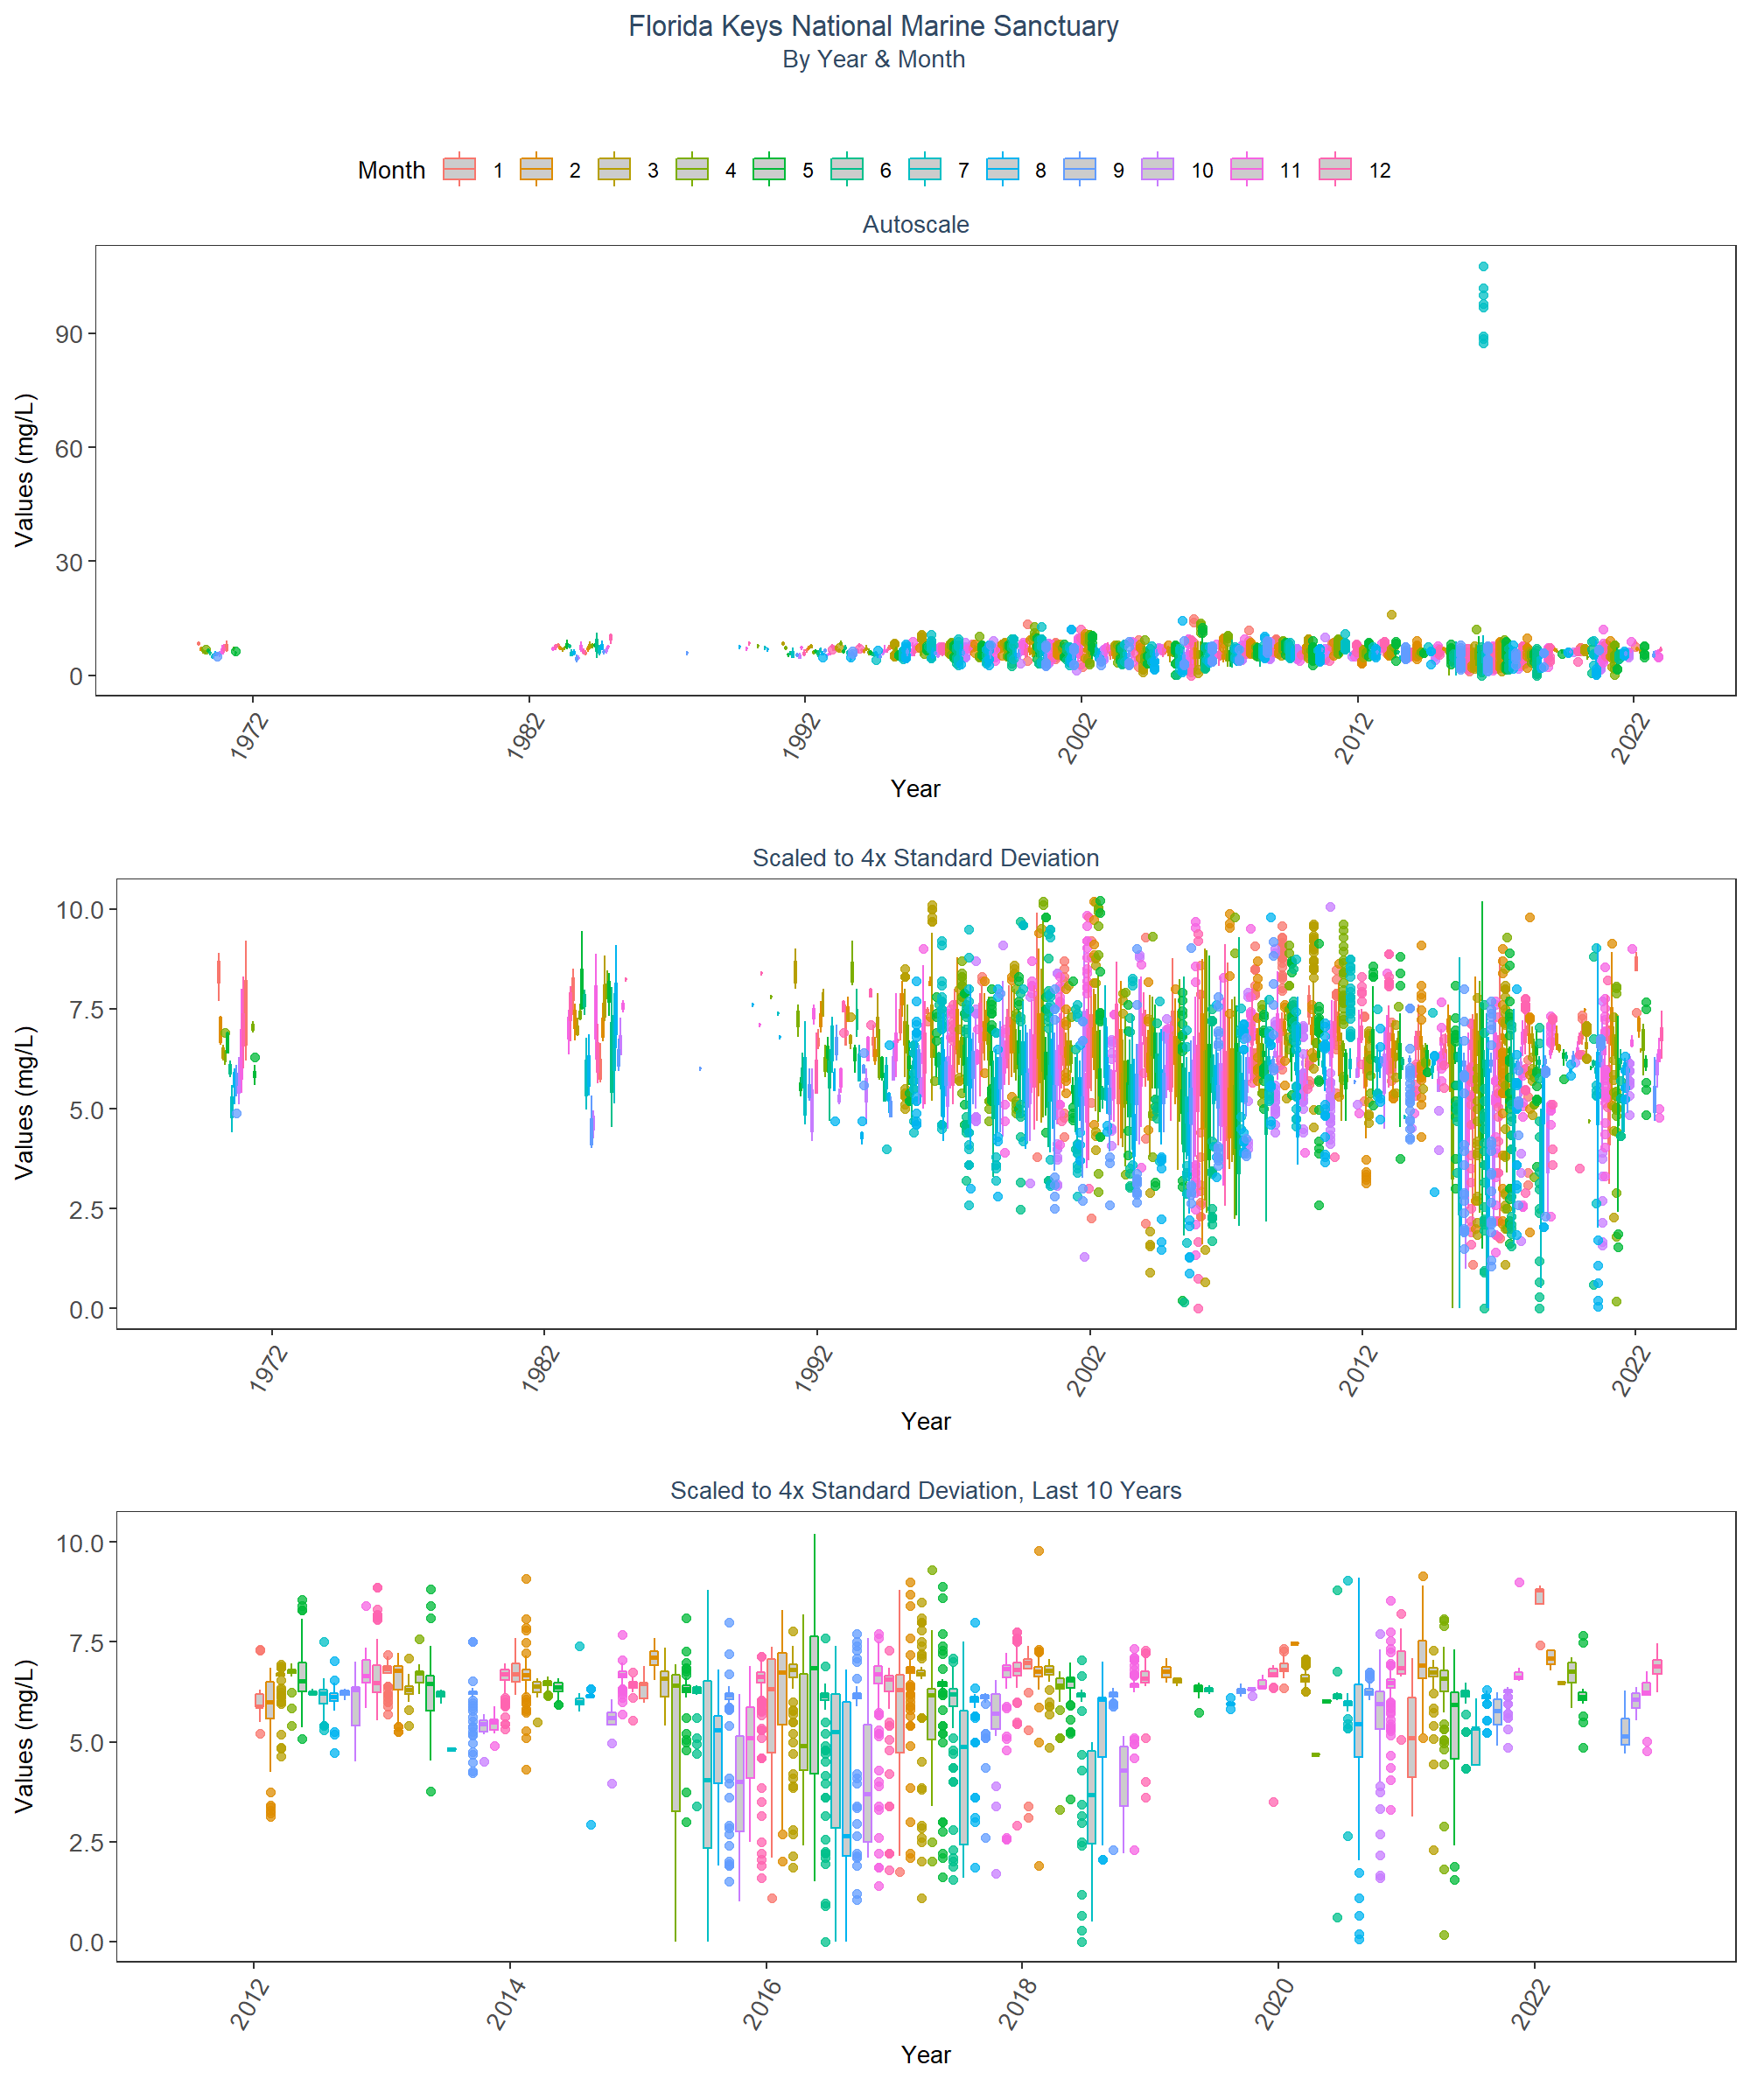 Florida Keys National Marine Sanctuary
By Year & Month
Month 1 2 3 4 5 6 7 8 9 10 11 12
Autoscale
Values (mg/L)
90
60
30
0
1972 1982 1992 2002 2012 2022
Year
Scaled to 4x Standard Deviation
Values (mg/L)
10.0
7.5
5.0
2.5
0.0
1972 1982 1992 2002 2012 2022
Year
Scaled to 4x Standard Deviation, Last 10 Years
Values (mg/L)
10.0
7.5
5.0
2.5
0.0
2012 2014 2016 2018 2020 2022
Year